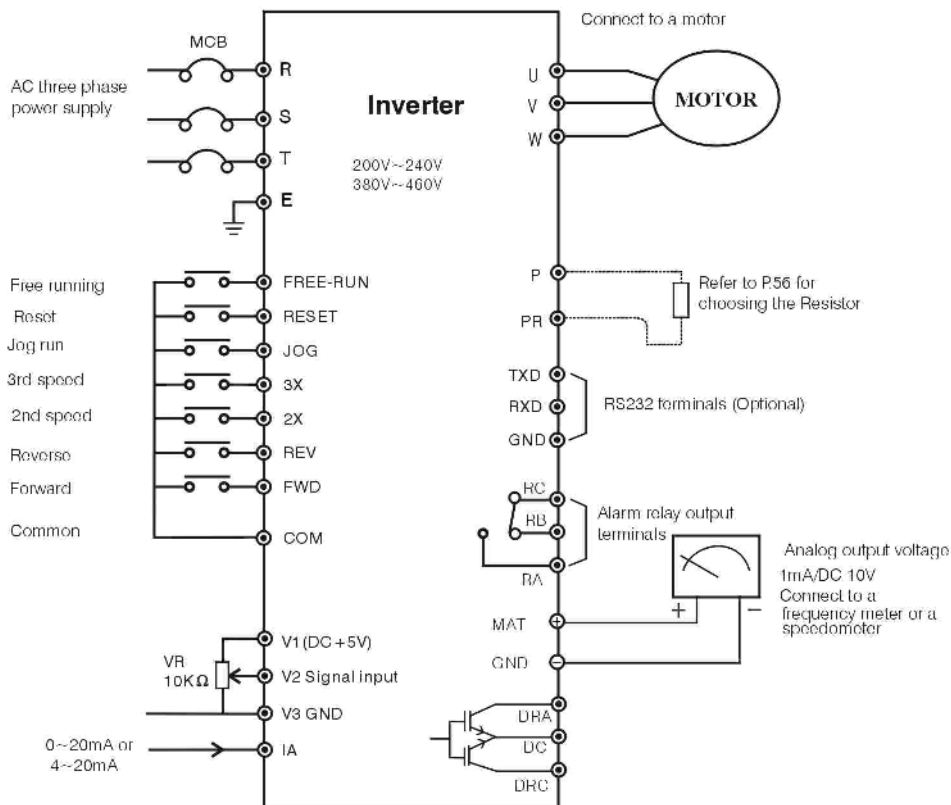 Connect to a motor
MCB
AC three phase
power supply
R
S
T
E
Inverter
200V~240V
380V~460V
U
V
W
MOTOR
Free running
FREE-RUN
Reset
RESET
Jog run
JOG
3rd speed
3X
2nd speed
2X
Reverse
REV
Forward
FWD
Common
COM
P
PR
Refer to P.56 for
choosing the Resistor
TXD
RXD
GND
RS232 terminals (Optional)
RC
RB
RA
Alarm relay output
terminals
Analog output voltage
1mA/DC 10V
Connect to a
frequency meter or a
speedometer
+
−
MAT
+
GND
−
VR
10KΩ
V1 (DC +5V)
V2 Signal input
V3 GND
0~20mA or
4~20mA
IA
DRA
DC
DRC